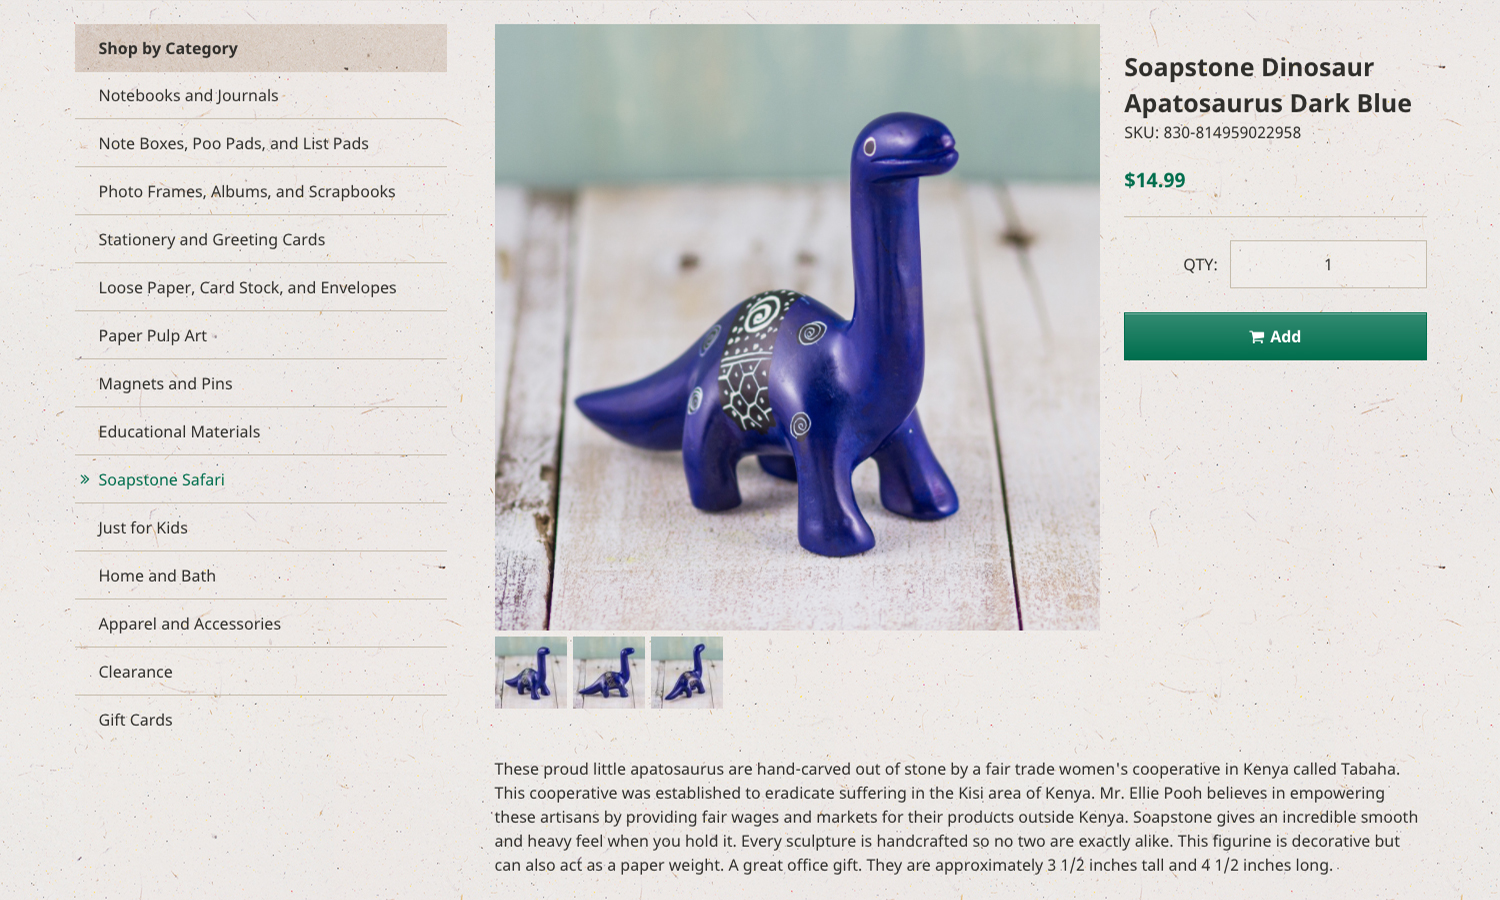 Shop by Category
Notebooks and Journals
Note Boxes, Poo Pads, and List Pads
Photo Frames, Albums, and Scrapbooks
Stationery and Greeting Cards
Loose Paper, Card Stock, and Envelopes
Paper Pulp Art
Magnets and Pins
Educational Materials
» Soapstone Safari
Just for Kids
Home and Bath
Apparel and Accessories
Clearance
Gift Cards
Soapstone Dinosaur
Apatosaurus Dark Blue
SKU: 830-814959022958
$14.99
QTY: 1
Add
These proud little apatosaurus are hand-carved out of stone by a fair trade women's cooperative in Kenya called Tabaha.
This cooperative was established to eradicate suffering in the Kisi area of Kenya. Mr. Ellie Pooh believes in empowering
these artisans by providing fair wages and markets for their products outside Kenya. Soapstone gives an incredible smooth
and heavy feel when you hold it. Every sculpture is handcrafted so no two are exactly alike. This figurine is decorative but
can also act as a paper weight. A great office gift. They are approximately 3 1/2 inches tall and 4 1/2 inches long.